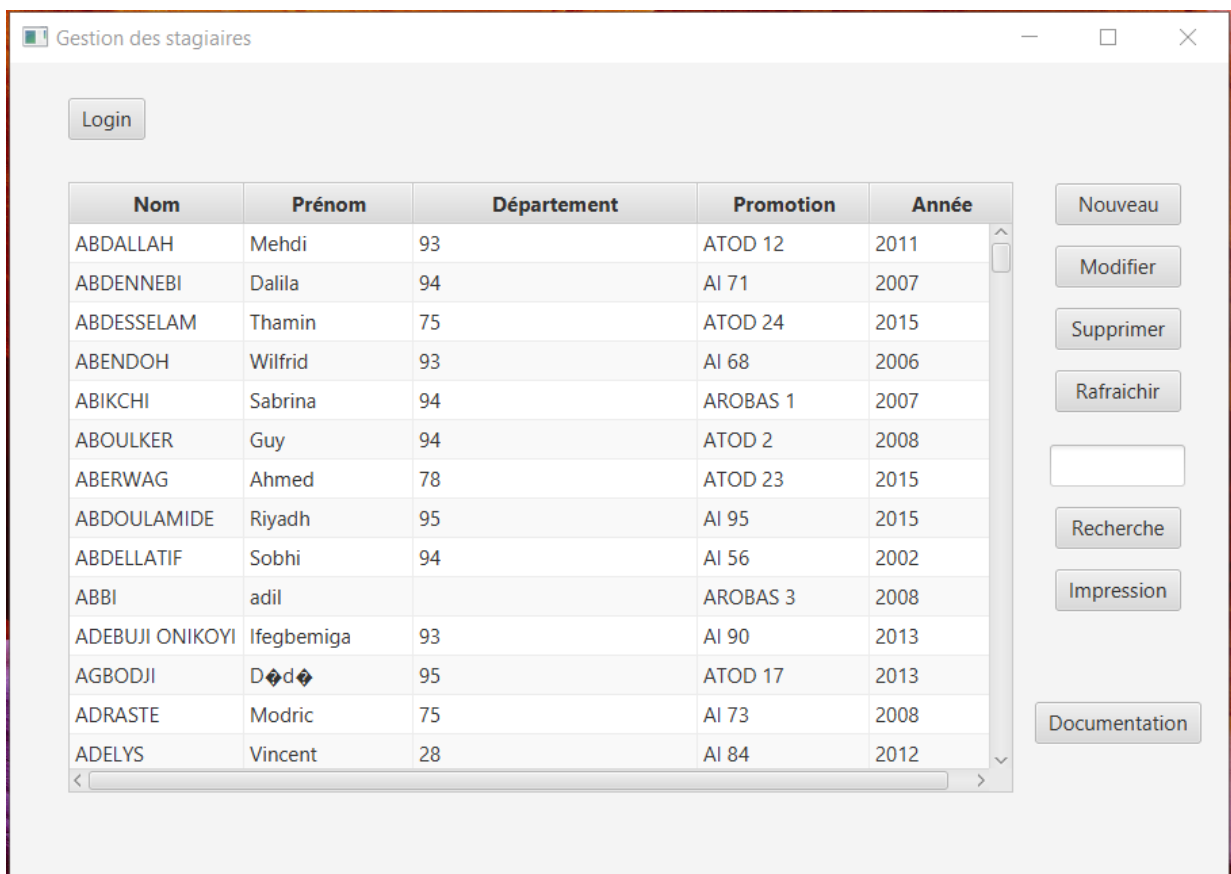 Gestion des stagiaires
Login
Nom Prénom Département Promotion Année
ABDALLAH Mehdi 93 ATOD 12 2011
ABDENNEBI Dalila 94 AI 71 2007
ABDESSELAM Thamin 75 ATOD 24 2015
ABENDOH Wilfrid 93 AI 68 2006
ABIKCHI Sabrina 94 AROBAS 1 2007
ABOULKER Guy 94 ATOD 2 2008
ABERWAG Ahmed 78 ATOD 23 2015
ABDOULAMIDE Riyadh 95 AI 95 2015
ABDELLATIF Sobhi 94 AI 56 2002
ABBI adil AROBAS 3 2008
ADEBUJI ONIKOYI Ifegbemiga 93 AI 90 2013
AGBODJI D�d� 95 ATOD 17 2013
ADRASTE Modric 75 AI 73 2008
ADELYS Vincent 28 AI 84 2012
Nouveau
Modifier
Supprimer
Rafraichir
Recherche
Impression
Documentation